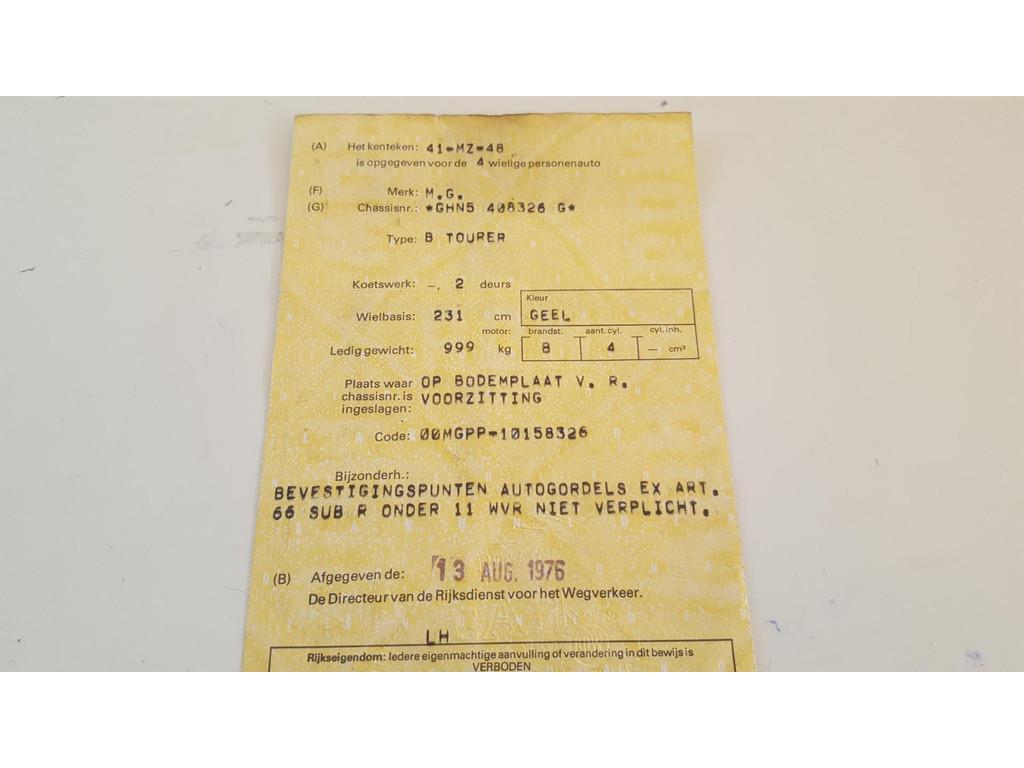 (A) Het kenteken: 41-MZ-48
is opgegeven voor de 4 wielige personenauto
(F) Merk: M.G.
(G) Chassisnr.: *GHN5 408326 G*
Type: B TOURER
Koetswerk: -, 2 deurs
Kleur
Wielbasis: 231 cm GEEL
motor: brandst. aant. cyl. cyl. inh.
Ledig gewicht: 999 kg B 4 — cm³
Plaats waar OP BODEMPLAAT V. R.
chassisnr. is VOORZITTING
ingeslagen:
Code: 00MGPP-10158326
Bijzonderh.:
BEVESTIGINGSPUNTEN AUTOGORDELS EX ART.
66 SUB R ONDER 11 WVR NIET VERPLICHT.
(B) Afgegeven de: 13 AUG. 1976
De Directeur van de Rijksdienst voor het Wegverkeer.
LH
Rijkseigendom: Iedere eigenmachtige aanvulling of verandering in dit bewijs is
VERBODEN